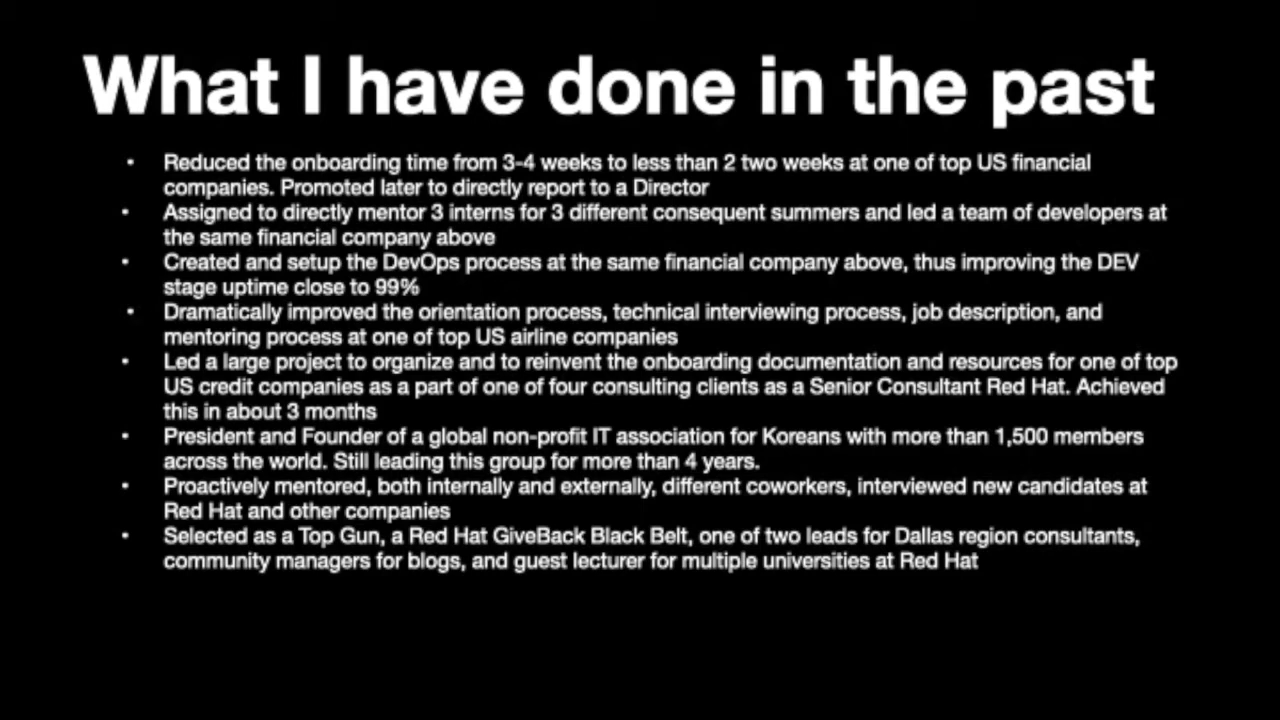 What I have done in the past
• Reduced the onboarding time from 3-4 weeks to less than 2 two weeks at one of top US financial
companies. Promoted later to directly report to a Director
• Assigned to directly mentor 3 interns for 3 different consequent summers and led a team of developers at
the same financial company above
• Created and setup the DevOps process at the same financial company above, thus improving the DEV
stage uptime close to 99%
• Dramatically improved the orientation process, technical interviewing process, job description, and
mentoring process at one of top US airline companies
• Led a large project to organize and to reinvent the onboarding documentation and resources for one of top
US credit companies as a part of one of four consulting clients as a Senior Consultant Red Hat. Achieved
this in about 3 months
• President and Founder of a global non-profit IT association for Koreans with more than 1,500 members
across the world. Still leading this group for more than 4 years.
• Proactively mentored, both internally and externally, different coworkers, interviewed new candidates at
Red Hat and other companies
• Selected as a Top Gun, a Red Hat GiveBack Black Belt, one of two leads for Dallas region consultants,
community managers for blogs, and guest lecturer for multiple universities at Red Hat